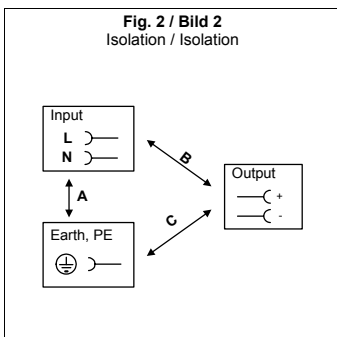 Fig. 2 / Bild 2
Isolation / Isolation
Input
L
N
B
Output
+
-
A
C
Earth, PE